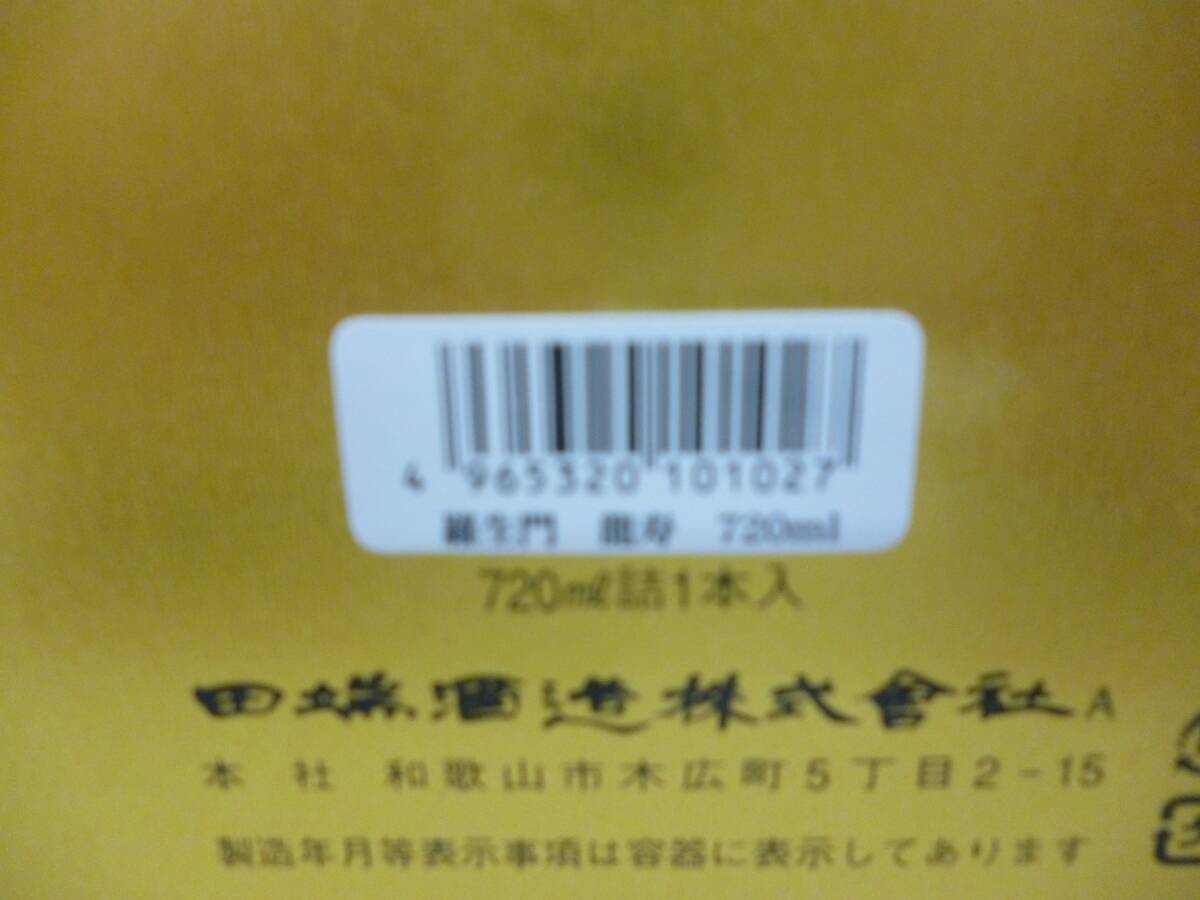 4 965320 101027
羅生門 龍寿 720ml
720mℓ詰1本入
田端酒造株式會社 A
本社 和歌山市木広町5丁目2-15
製造年月等表示事項は容器に表示してあります